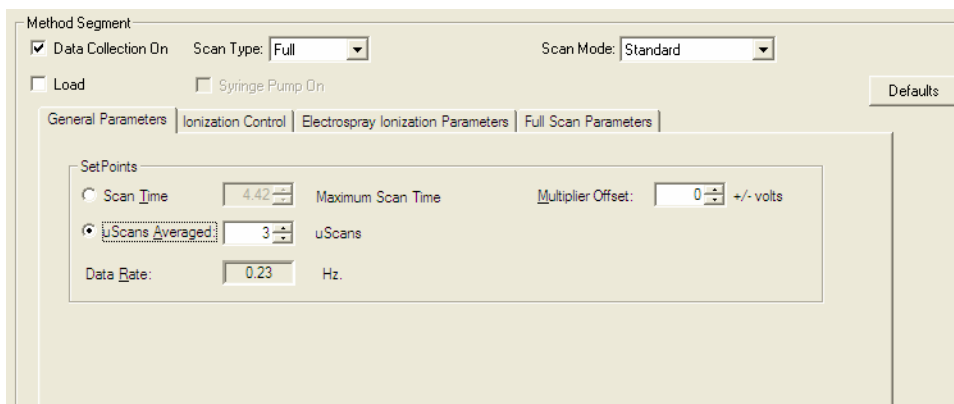 Method Segment
Data Collection On Scan Type: Full Scan Mode: Standard
Load Syringe Pump On Defaults
General Parameters Ionization Control Electrospray Ionization Parameters Full Scan Parameters
SetPoints
Scan Time 4.42 Maximum Scan Time Multiplier Offset: 0 +/- volts
uScans Averaged: 3 uScans
Data Rate: 0.23 Hz.